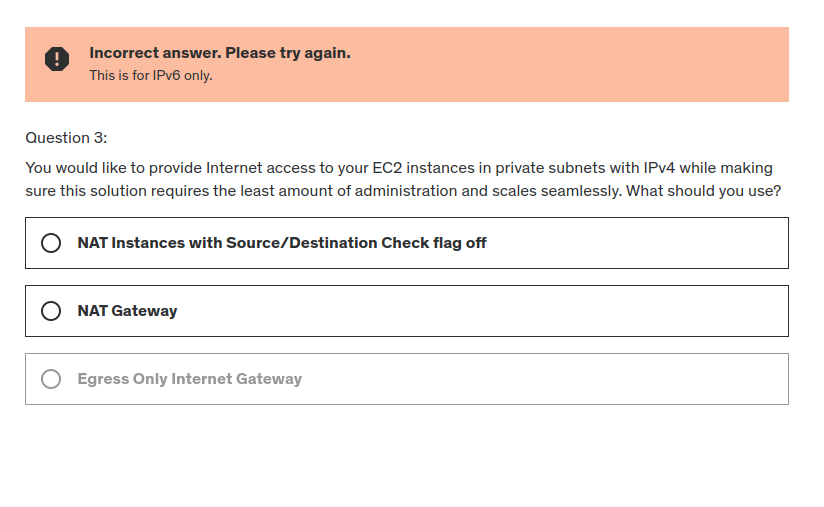 Incorrect answer. Please try again.
This is for IPv6 only.
Question 3:
You would like to provide Internet access to your EC2 instances in private subnets with IPv4 while making
sure this solution requires the least amount of administration and scales seamlessly. What should you use?
NAT Instances with Source/Destination Check flag off
NAT Gateway
Egress Only Internet Gateway